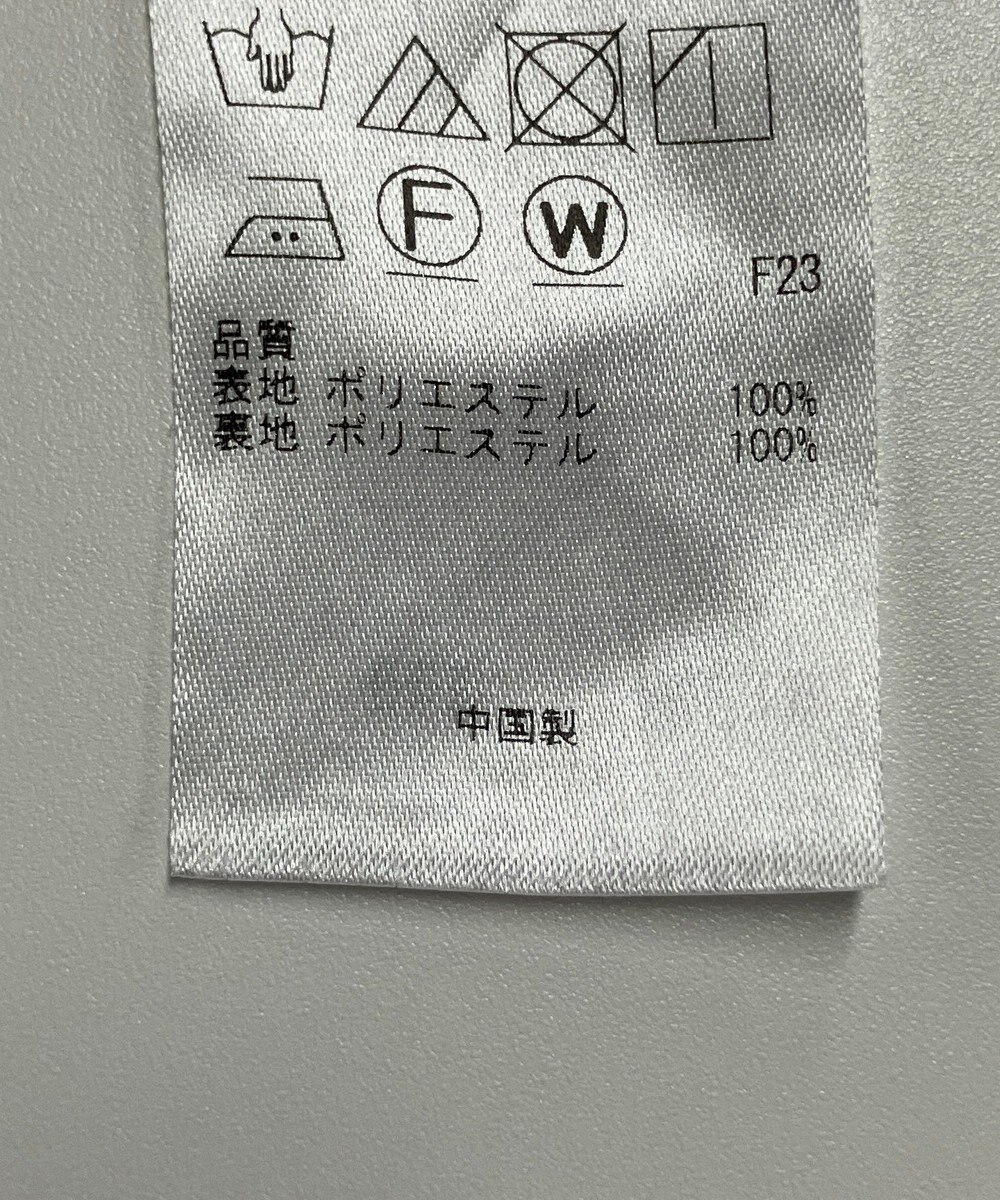 F
W
F23
品質
表地 ポリエステル 100%
裏地 ポリエステル 100%
中国製